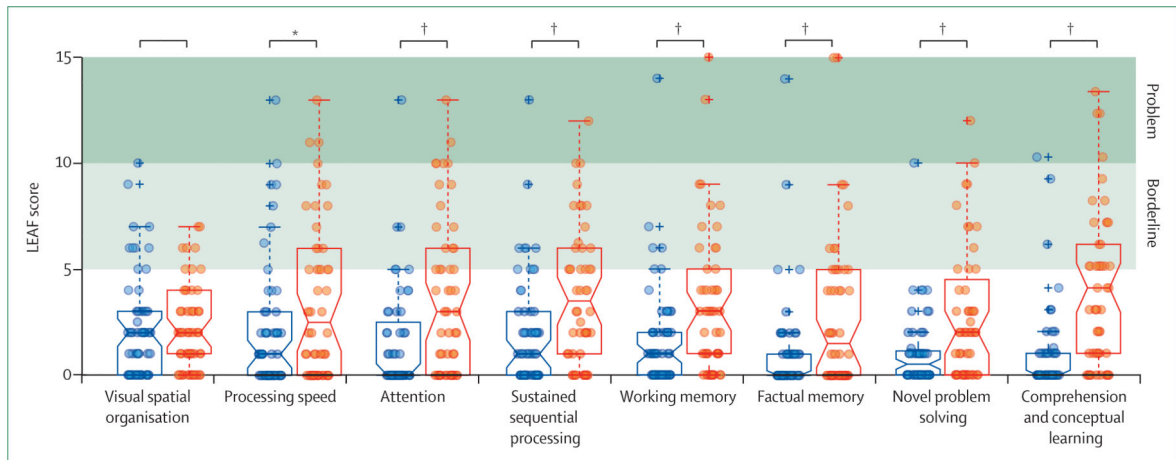 * † † † † † †
15
10
5
0
LEAF score
Problem
Borderline
Visual spatial
organisation
Processing speed
Attention
Sustained
sequential
processing
Working memory
Factual memory
Novel problem
solving
Comprehension
and conceptual
learning